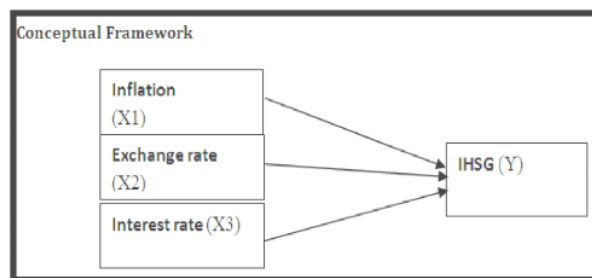 Conceptual Framework
Inflation
(X1)
Exchange rate
(X2)
Interest rate (X3)
IHSG (Y)